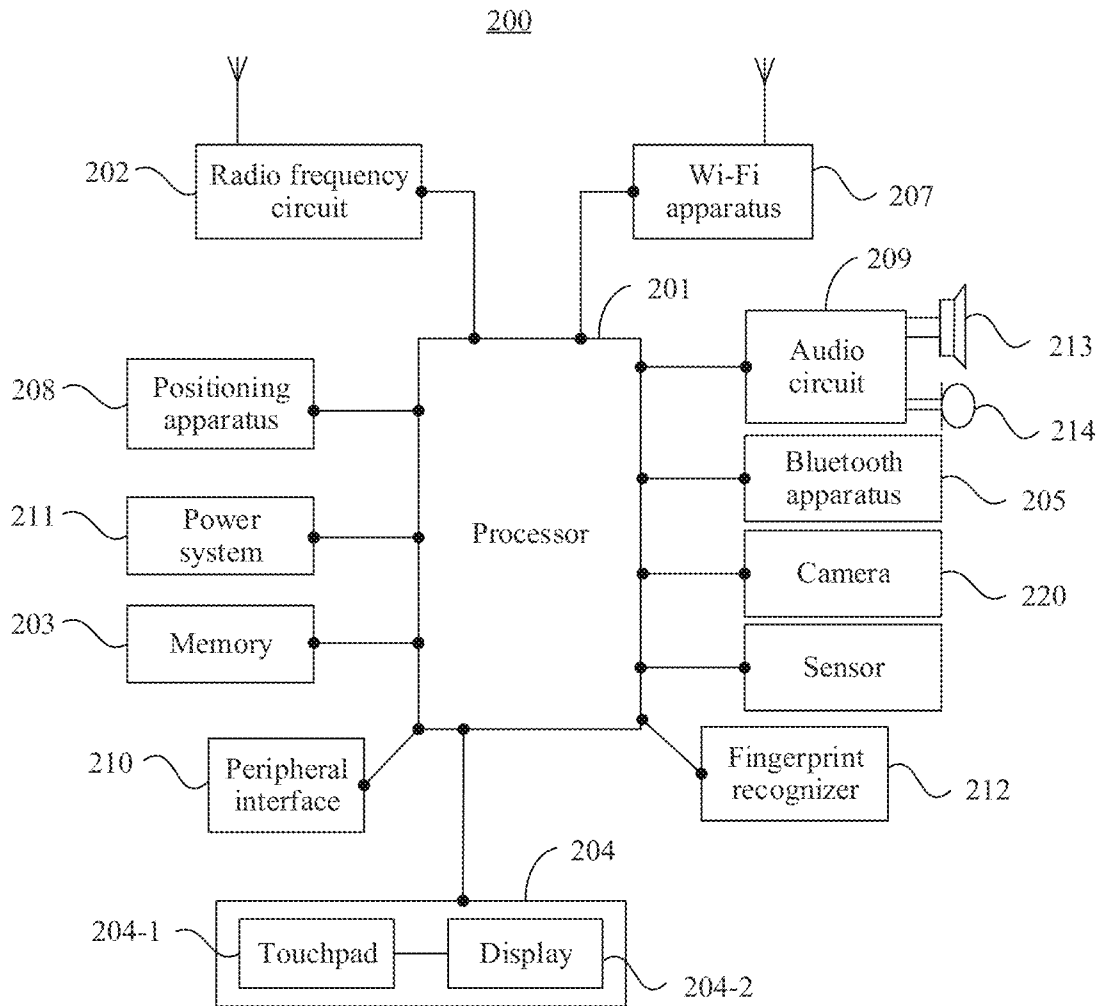 200
202
Radio frequency
circuit
Wi-Fi
apparatus
207
201
209
Audio
circuit
213
214
208
Positioning
apparatus
Bluetooth
apparatus
205
211
Power
system
Processor
Camera
220
203
Memory
Sensor
210
Peripheral
interface
Fingerprint
recognizer
212
204
204-1
Touchpad
Display
204-2